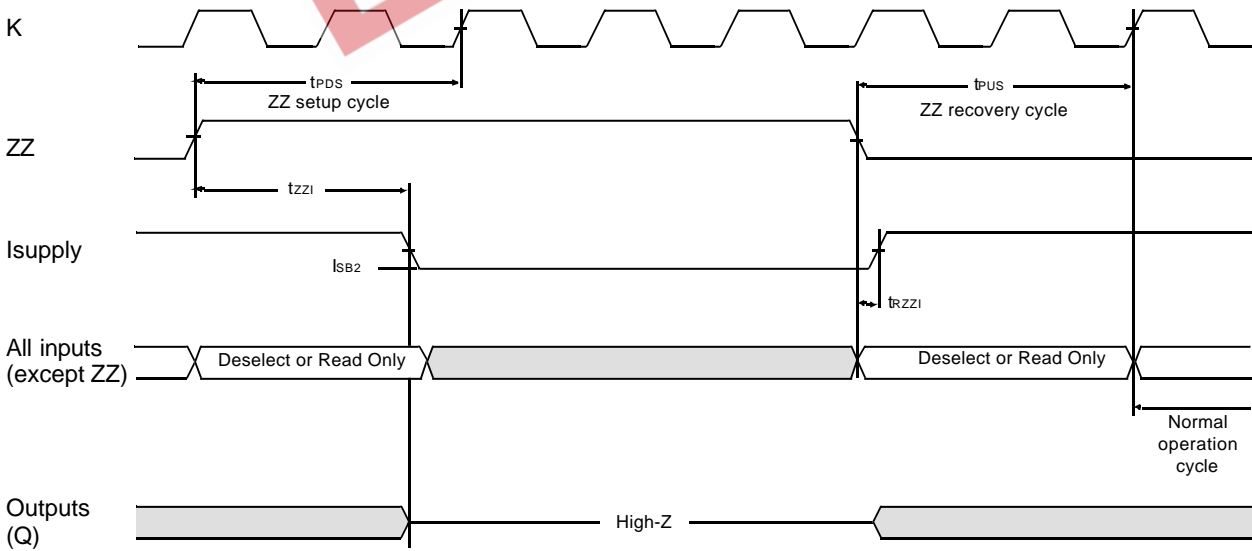 K
tPDS
ZZ setup cycle
tPUS
ZZ recovery cycle
ZZ
tZZI
Isupply
ISB2
tRZZI
All inputs
(except ZZ)
Deselect or Read Only
Deselect or Read Only
Normal
operation
cycle
Outputs
(Q)
High-Z